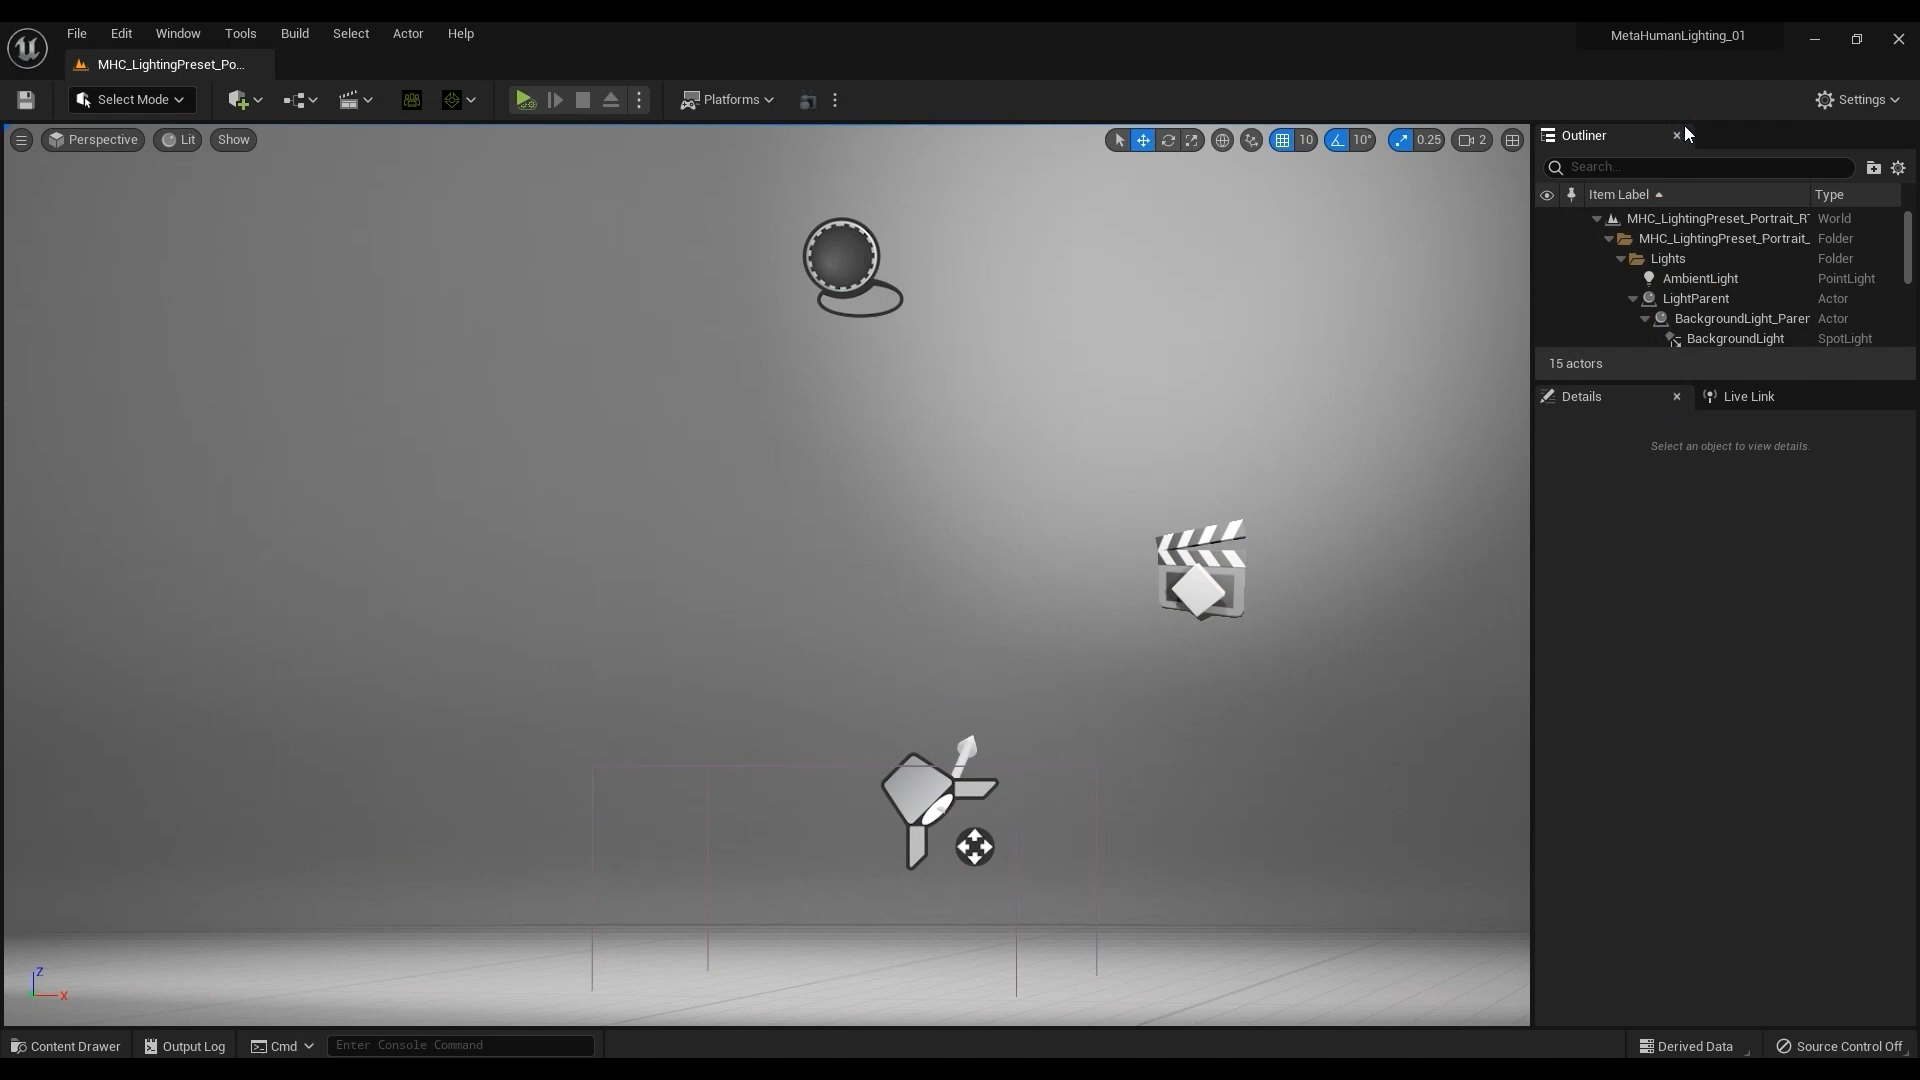 File Edit Window Tools Build Select Actor Help
MetaHumanLighting_01
MHC_LightingPreset_Po...
Select Mode
Platforms
Settings
Perspective Lit Show
10 10° 0.25 2
Outliner
Search...
Item Label Type
MHC_LightingPreset_Portrait_R World
MHC_LightingPreset_Portrait_ Folder
Lights Folder
AmbientLight PointLight
LightParent Actor
BackgroundLight_Paren Actor
BackgroundLight SpotLight
15 actors
Details Live Link
Select an object to view details.
Z
X
Content Drawer Output Log Cmd Enter Console Command Derived Data Source Control Off